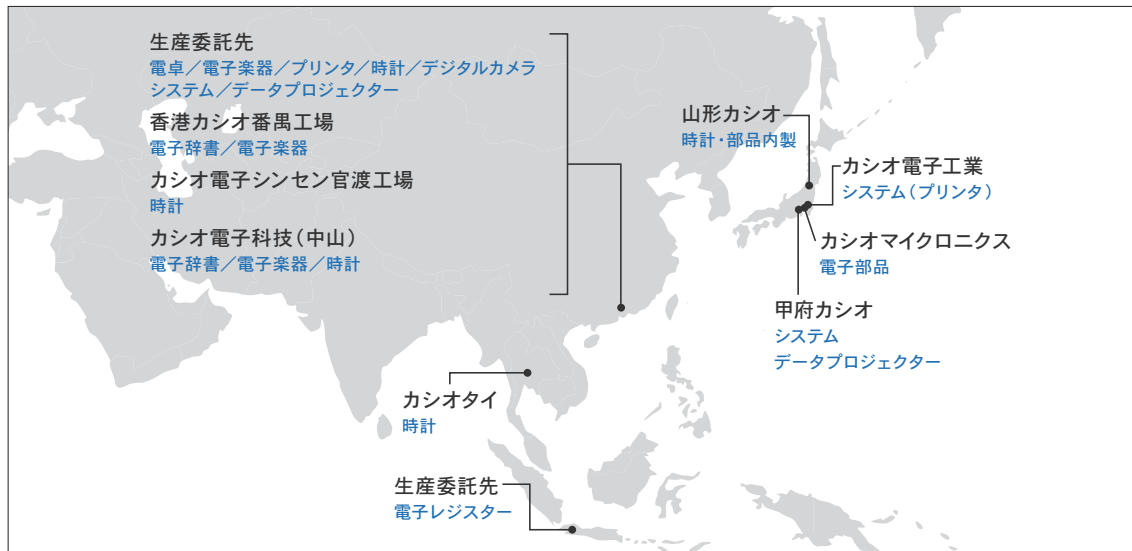 生産委託先
電卓／電子楽器／プリンタ／時計／デジタルカメラ
システム／データプロジェクター
香港カシオ番禺工場
電子辞書／電子楽器
カシオ電子シンセン官渡工場
時計
カシオ電子科技（中山）
電子辞書／電子楽器／時計
山形カシオ
時計・部品内製
カシオ電子工業
システム（プリンタ）
カシオマイクロニクス
電子部品
甲府カシオ
システム
データプロジェクター
カシオタイ
時計
生産委託先
電子レジスター